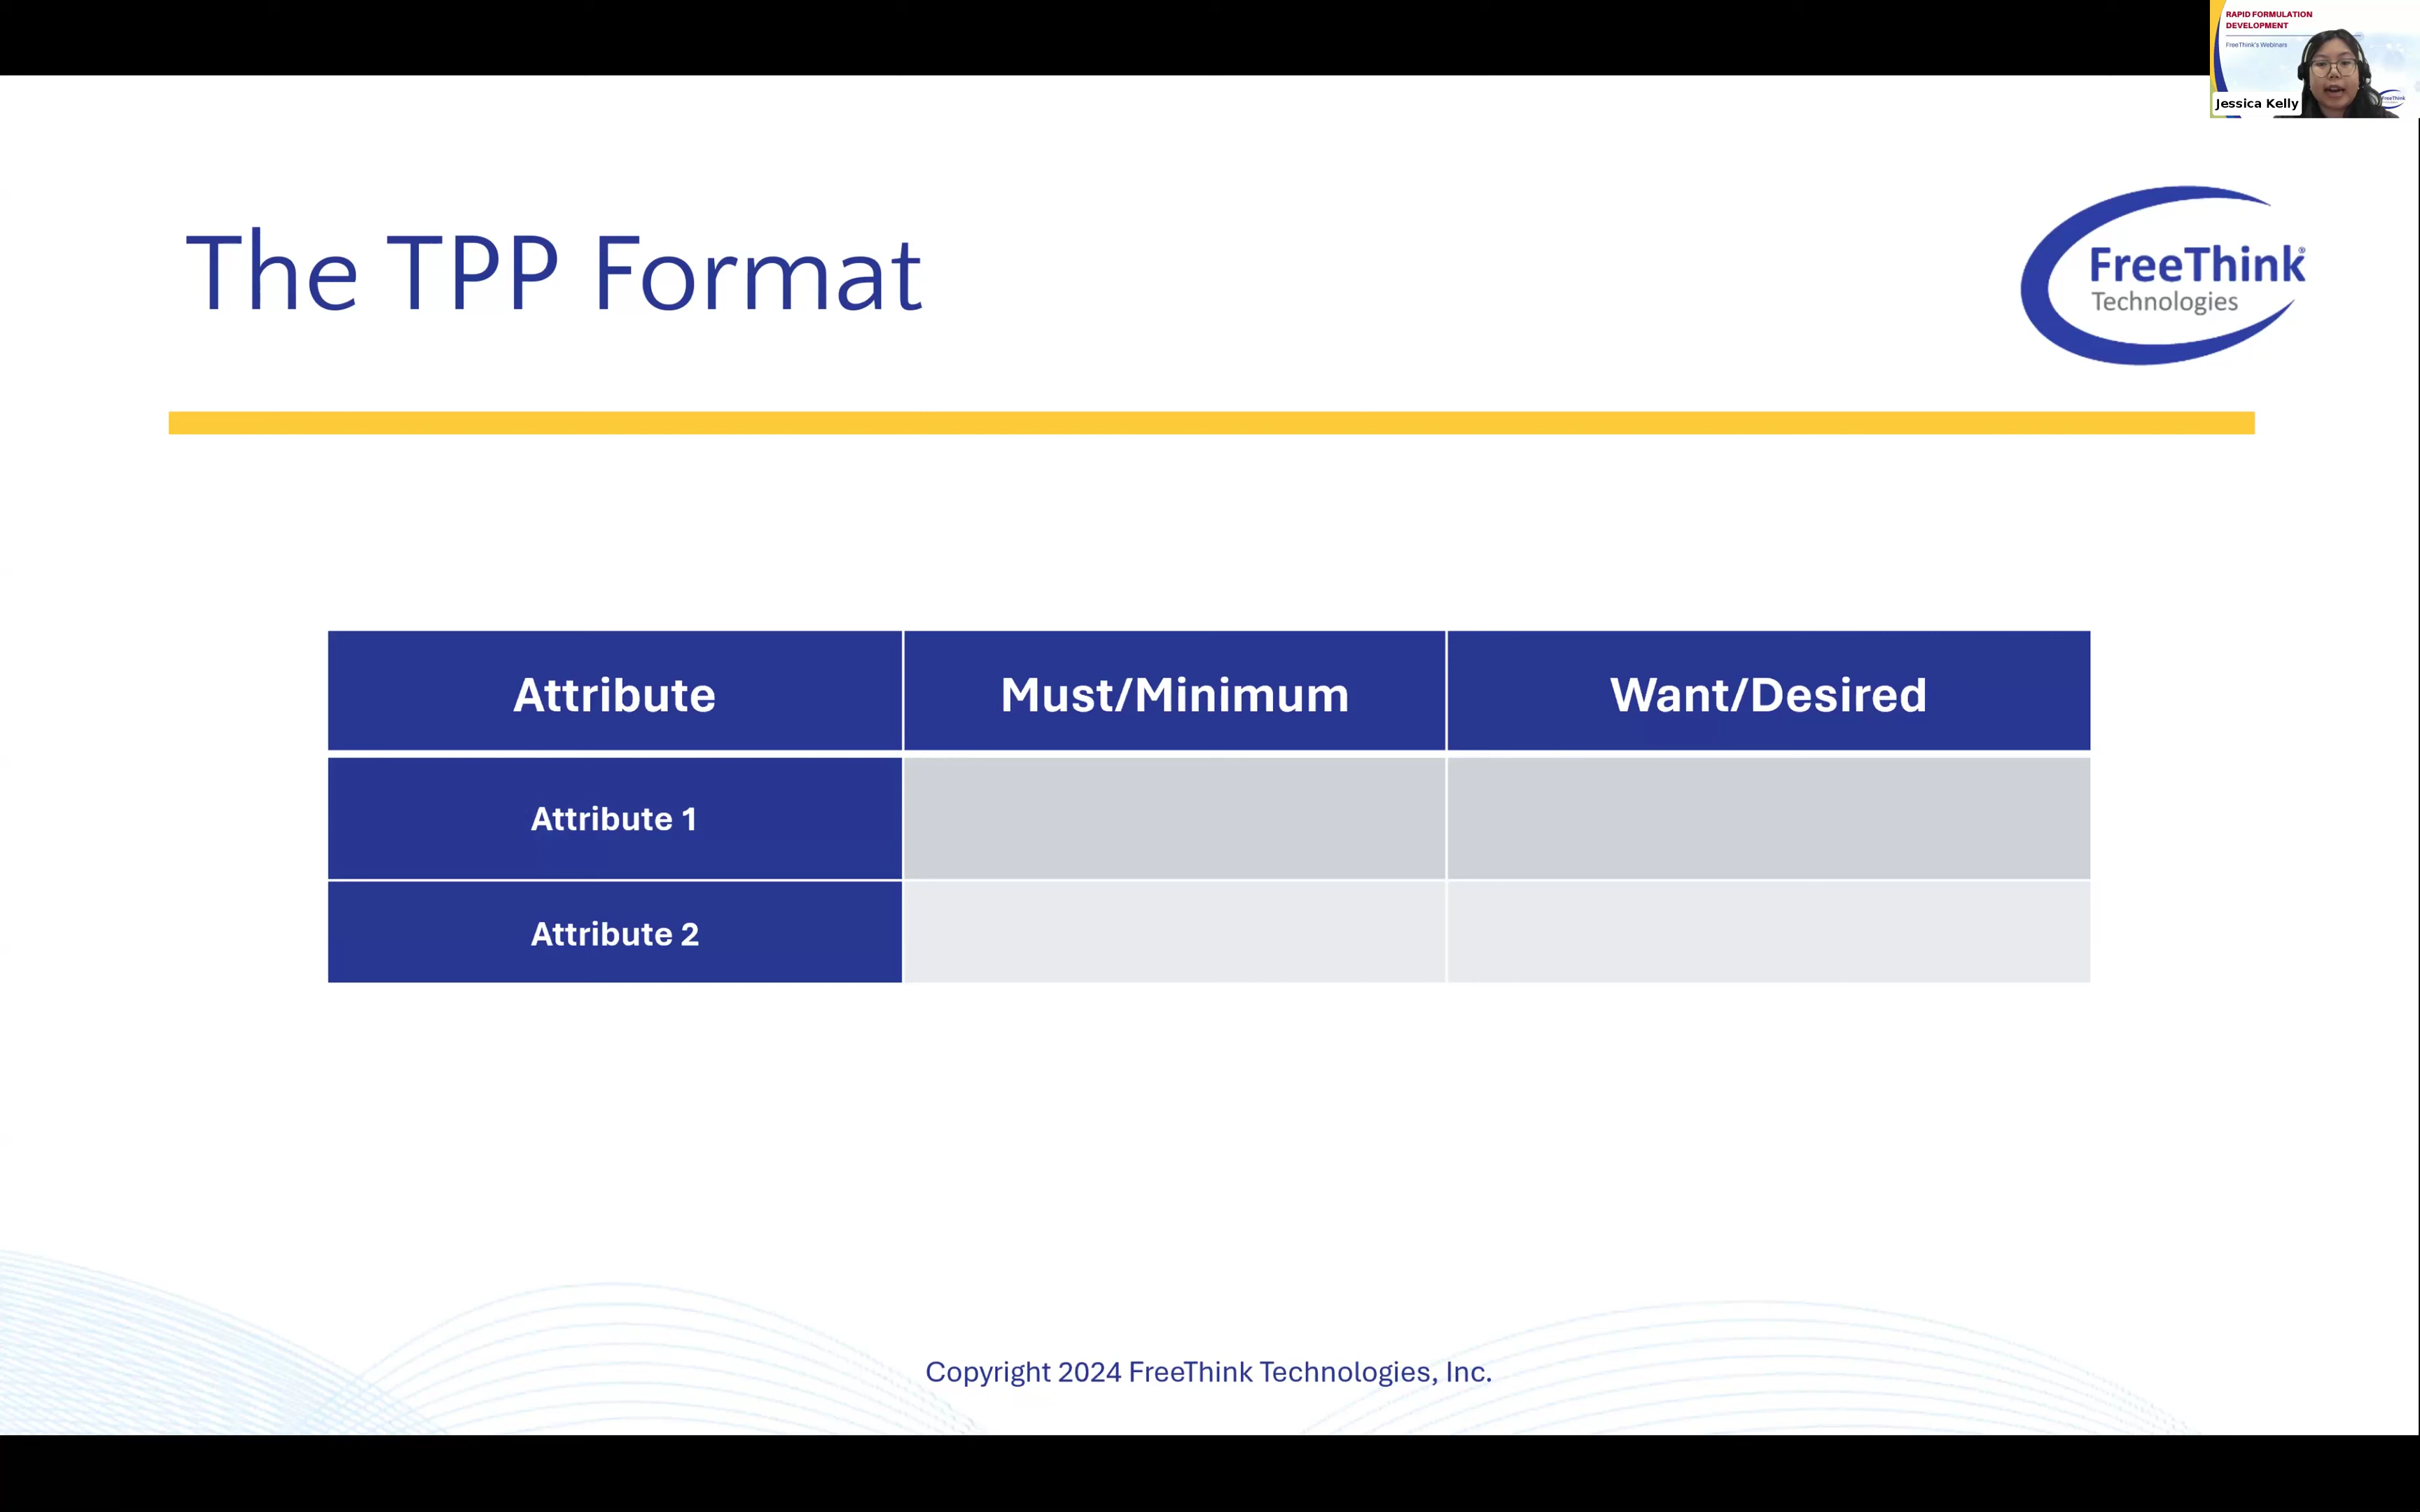 RAPID FORMULATION
DEVELOPMENT
FreeThink's Webinars
Jessica Kelly
FreeThink
The TPP Format
FreeThink®
Technologies
Attribute Must/Minimum Want/Desired
Attribute 1
Attribute 2
Copyright 2024 FreeThink Technologies, Inc.